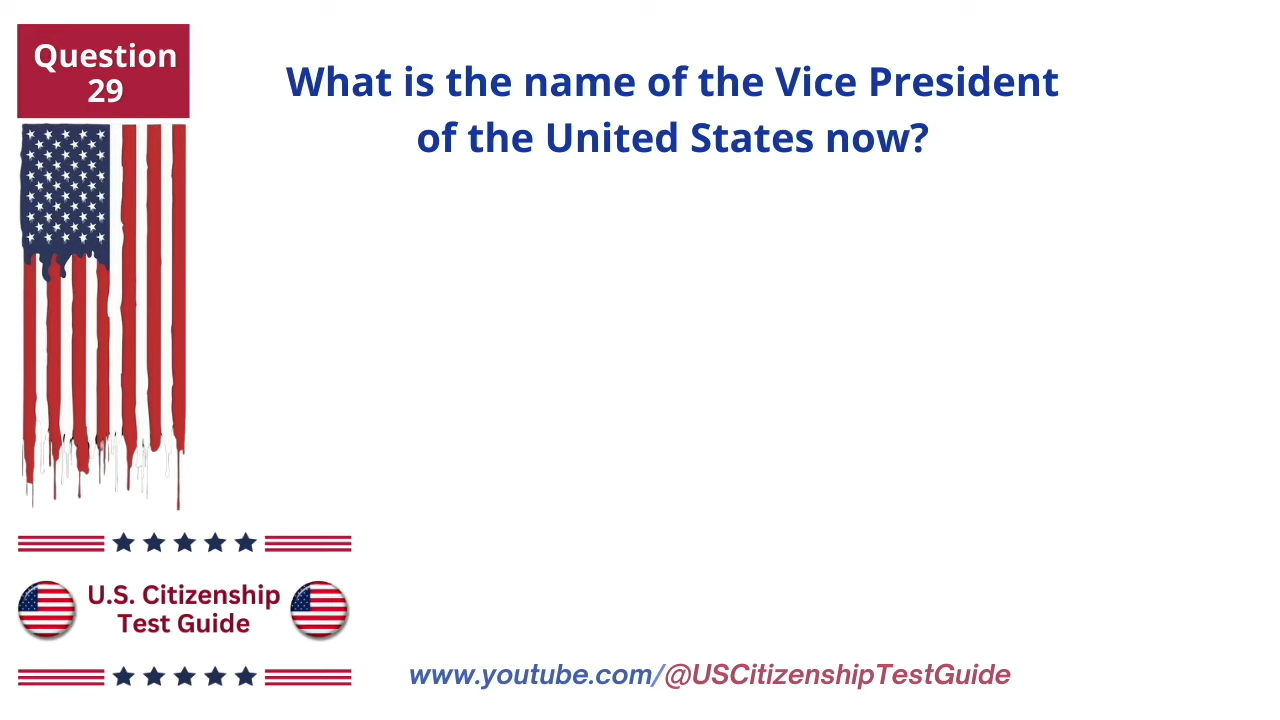 Question
29
What is the name of the Vice President
of the United States now?
U.S. Citizenship
Test Guide
www.youtube.com/@USCitizenshipTestGuide